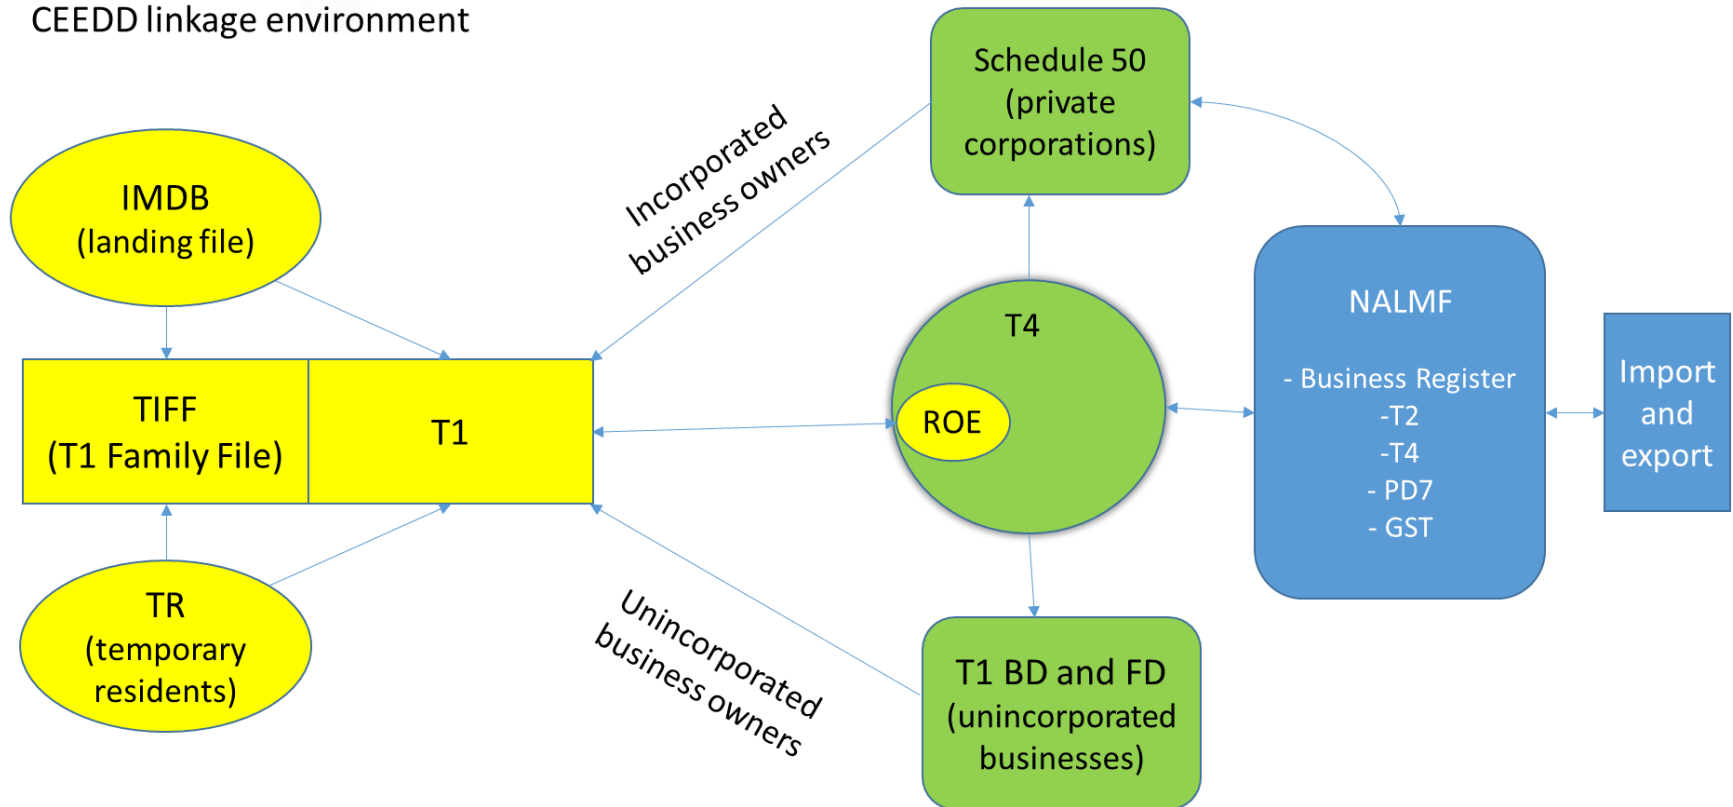 CEEDD linkage environment
IMDB
(landing file)
TIFF
(T1 Family File)
T1
TR
(temporary
residents)
Incorporated
business owners
Unincorporated
business owners
Schedule 50
(private
corporations)
T4
ROE
T1 BD and FD
(unincorporated
businesses)
NALMF
- Business Register
-T2
-T4
- PD7
- GST
Import
and
export